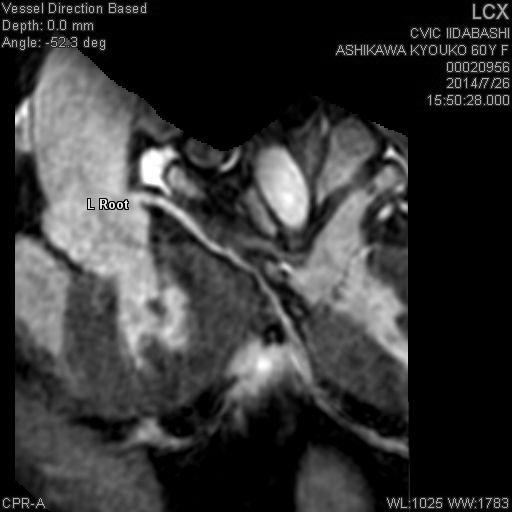 Vessel Direction Based
Depth: 0.0 mm
Angle: -52.3 deg
LCX
CVIC IIDABASHI
ASHIKAWA KYOUKO 60Y F
00020956
2014/7/26
15:50:28.000
L Root
CPR-A
WL:1025 WW:1783